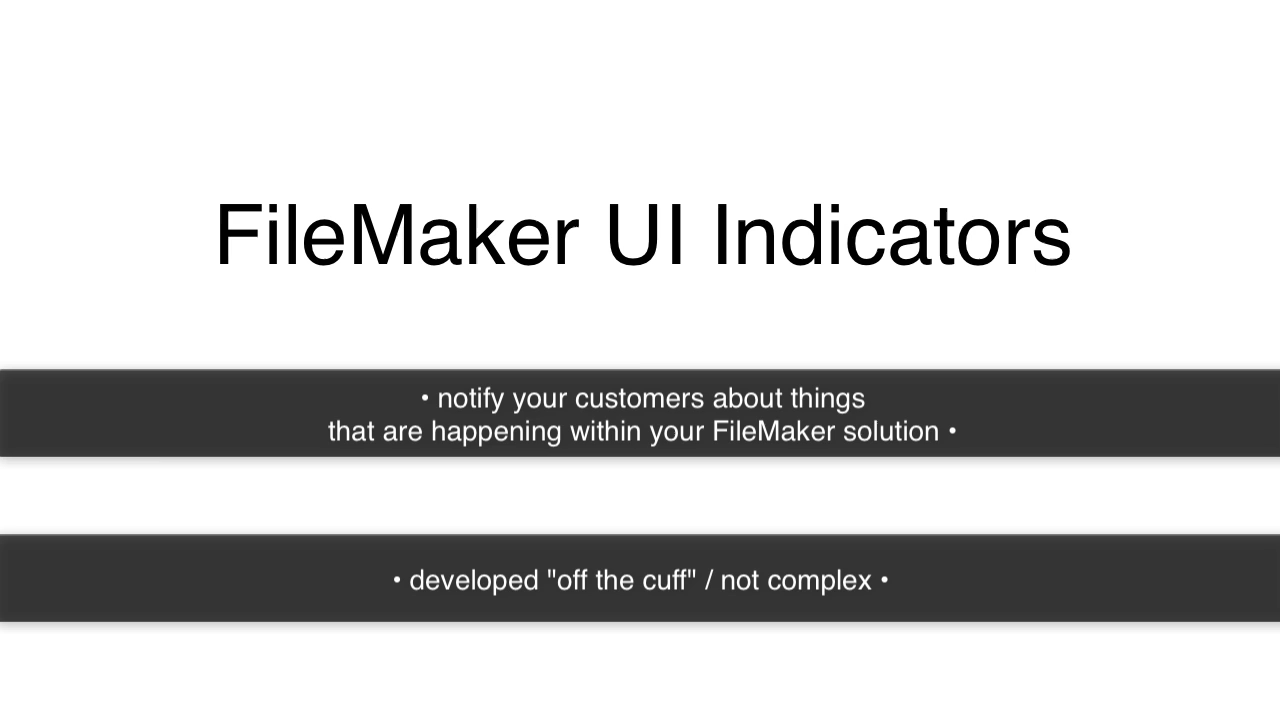 FileMaker UI Indicators
• notify your customers about things
that are happening within your FileMaker solution •
• developed "off the cuff" / not complex •